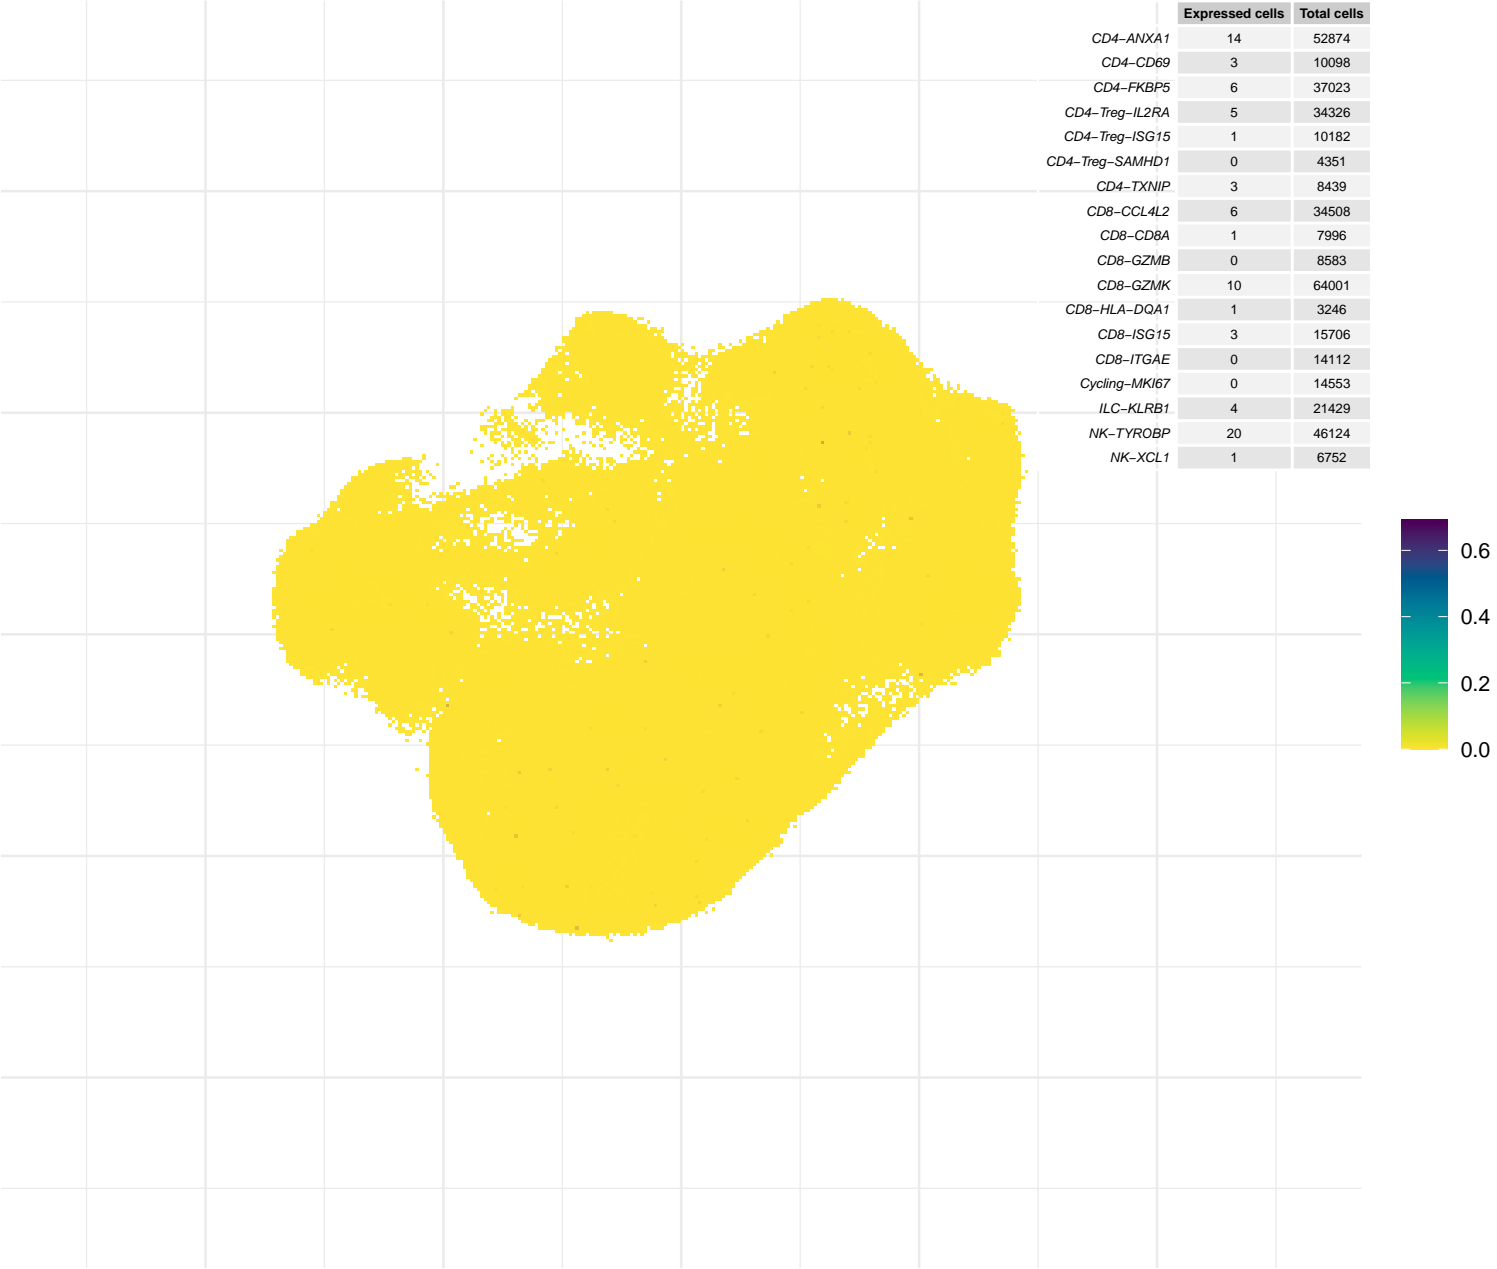 Expressed cells Total cells
CD4−ANXA1 14 52874
CD4−CD69 3 10098
CD4−FKBP5 6 37023
CD4−Treg−IL2RA 5 34326
CD4−Treg−ISG15 1 10182
CD4−Treg−SAMHD1 0 4351
CD4−TXNIP 3 8439
CD8−CCL4L2 6 34508
CD8−CD8A 1 7996
CD8−GZMB 0 8583
CD8−GZMK 10 64001
CD8−HLA−DQA1 1 3246
CD8−ISG15 3 15706
CD8−ITGAE 0 14112
Cycling−MKI67 0 14553
ILC−KLRB1 4 21429
NK−TYROBP 20 46124
NK−XCL1 1 6752
0.6
0.4
0.2
0.0